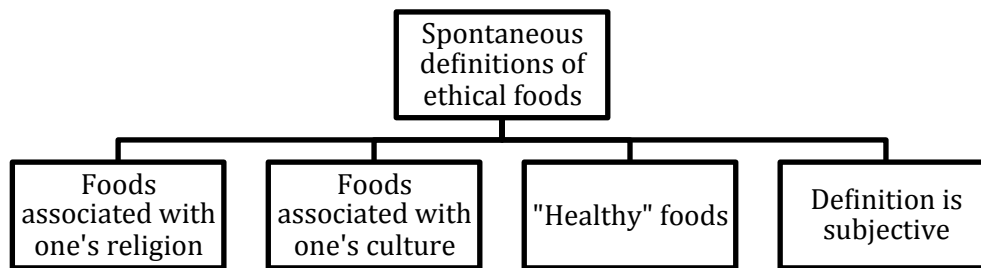 Spontaneous
definitions of
ethical foods
Foods
associated with
one's religion
Foods
associated with
one's culture
"Healthy" foods
Definition is
subjective